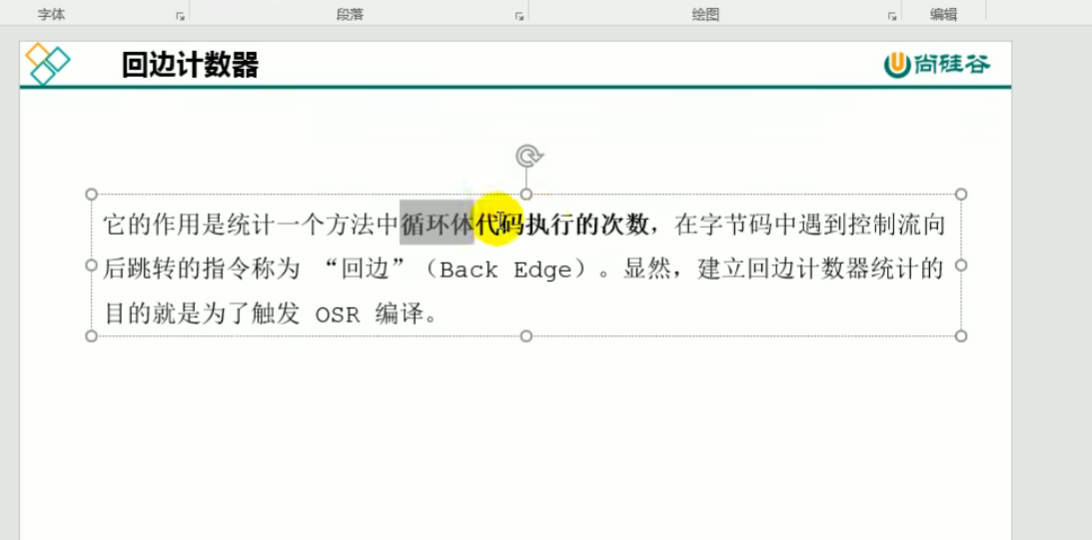 字体 段落 绘图 编辑
回边计数器 尚硅谷
它的作用是统计一个方法中循环体代码执行的次数，在字节码中遇到控制流向
后跳转的指令称为 “回边”（Back Edge）。显然，建立回边计数器统计的
目的就是为了触发 OSR 编译。